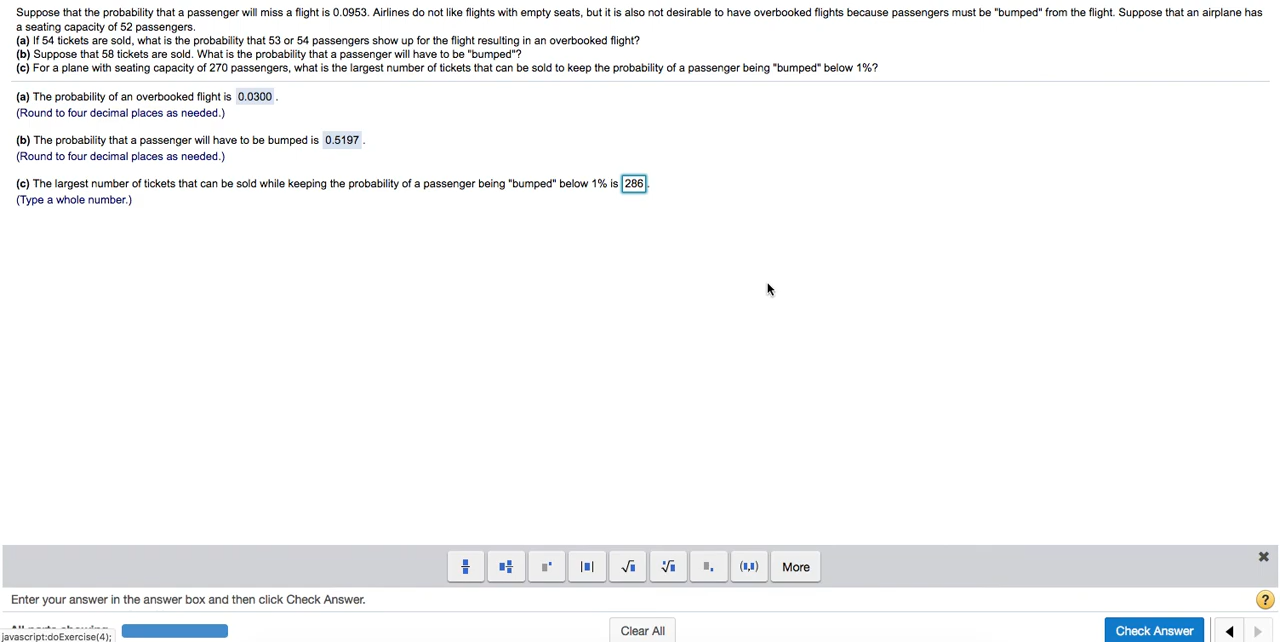 Suppose that the probability that a passenger will miss a flight is 0.0953. Airlines do not like flights with empty seats, but it is also not desirable to have overbooked flights because passengers must be "bumped" from the flight. Suppose that an airplane has
a seating capacity of 52 passengers.
(a) If 54 tickets are sold, what is the probability that 53 or 54 passengers show up for the flight resulting in an overbooked flight?
(b) Suppose that 58 tickets are sold. What is the probability that a passenger will have to be "bumped"?
(c) For a plane with seating capacity of 270 passengers, what is the largest number of tickets that can be sold to keep the probability of a passenger being "bumped" below 1%?
(a) The probability of an overbooked flight is 0.0300 .
(Round to four decimal places as needed.)
(b) The probability that a passenger will have to be bumped is 0.5197 .
(Round to four decimal places as needed.)
(c) The largest number of tickets that can be sold while keeping the probability of a passenger being "bumped" below 1% is 286 .
(Type a whole number.)
More
Enter your answer in the answer box and then click Check Answer.
?
javascript:doExercise(4);
Clear All
Check Answer